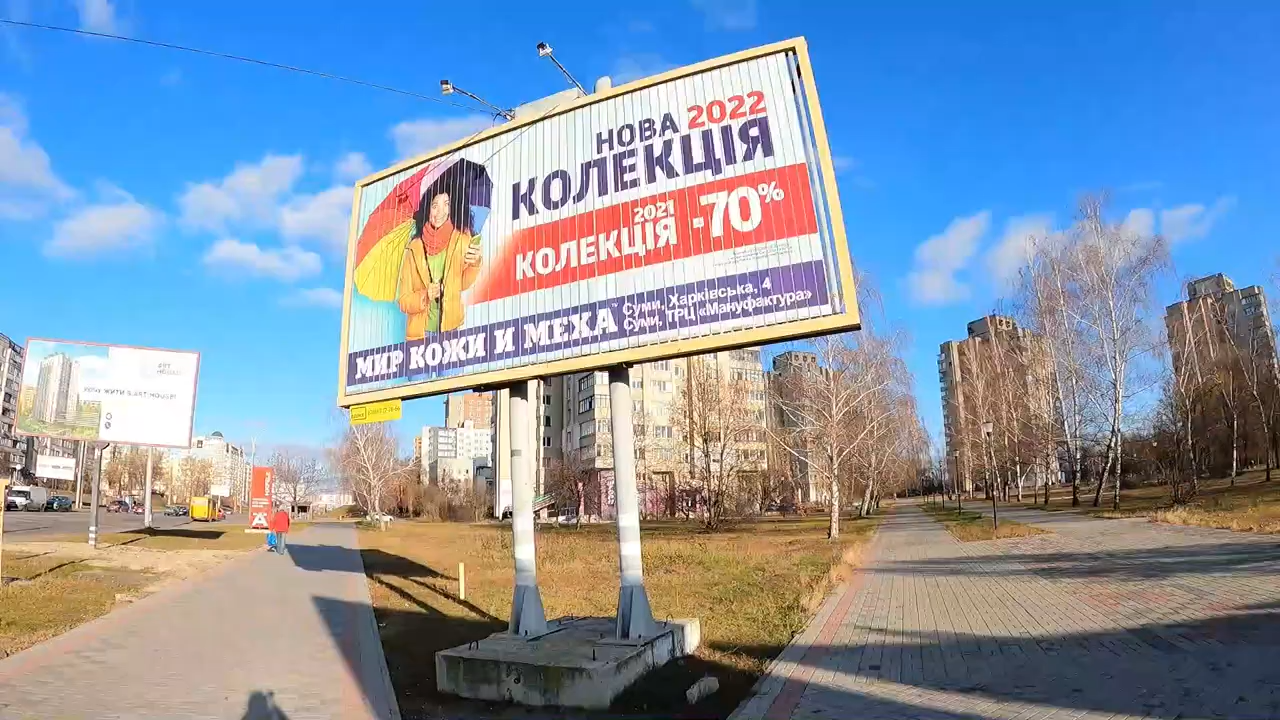 НОВА 2022
КОЛЕКЦІЯ
2021
КОЛЕКЦІЯ -70%
МИР КОЖИ И МЕХА
Суми, Харківська, 4
Суми, ТРЦ «Мануфактура»